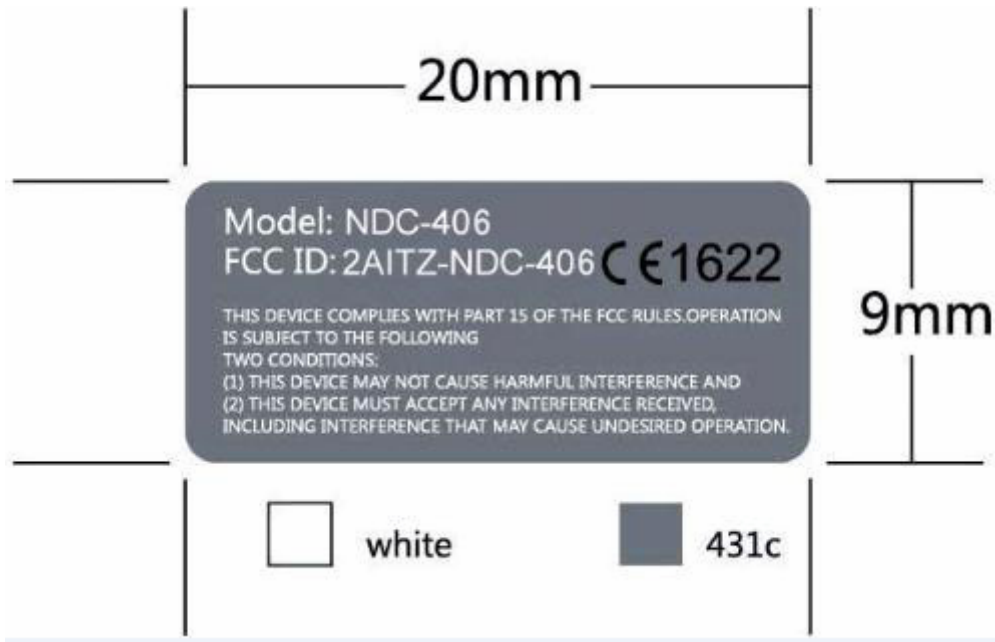 20mm
Model: NDC-406
FCC ID: 2AITZ-NDC-406 CE1622
9mm
THIS DEVICE COMPLIES WITH PART 15 OF THE FCC RULES.OPERATION
IS SUBJECT TO THE FOLLOWING
TWO CONDITIONS:
(1) THIS DEVICE MAY NOT CAUSE HARMFUL INTERFERENCE AND
(2) THIS DEVICE MUST ACCEPT ANY INTERFERENCE RECEIVED,
INCLUDING INTERFERENCE THAT MAY CAUSE UNDESIRED OPERATION.
white
431c